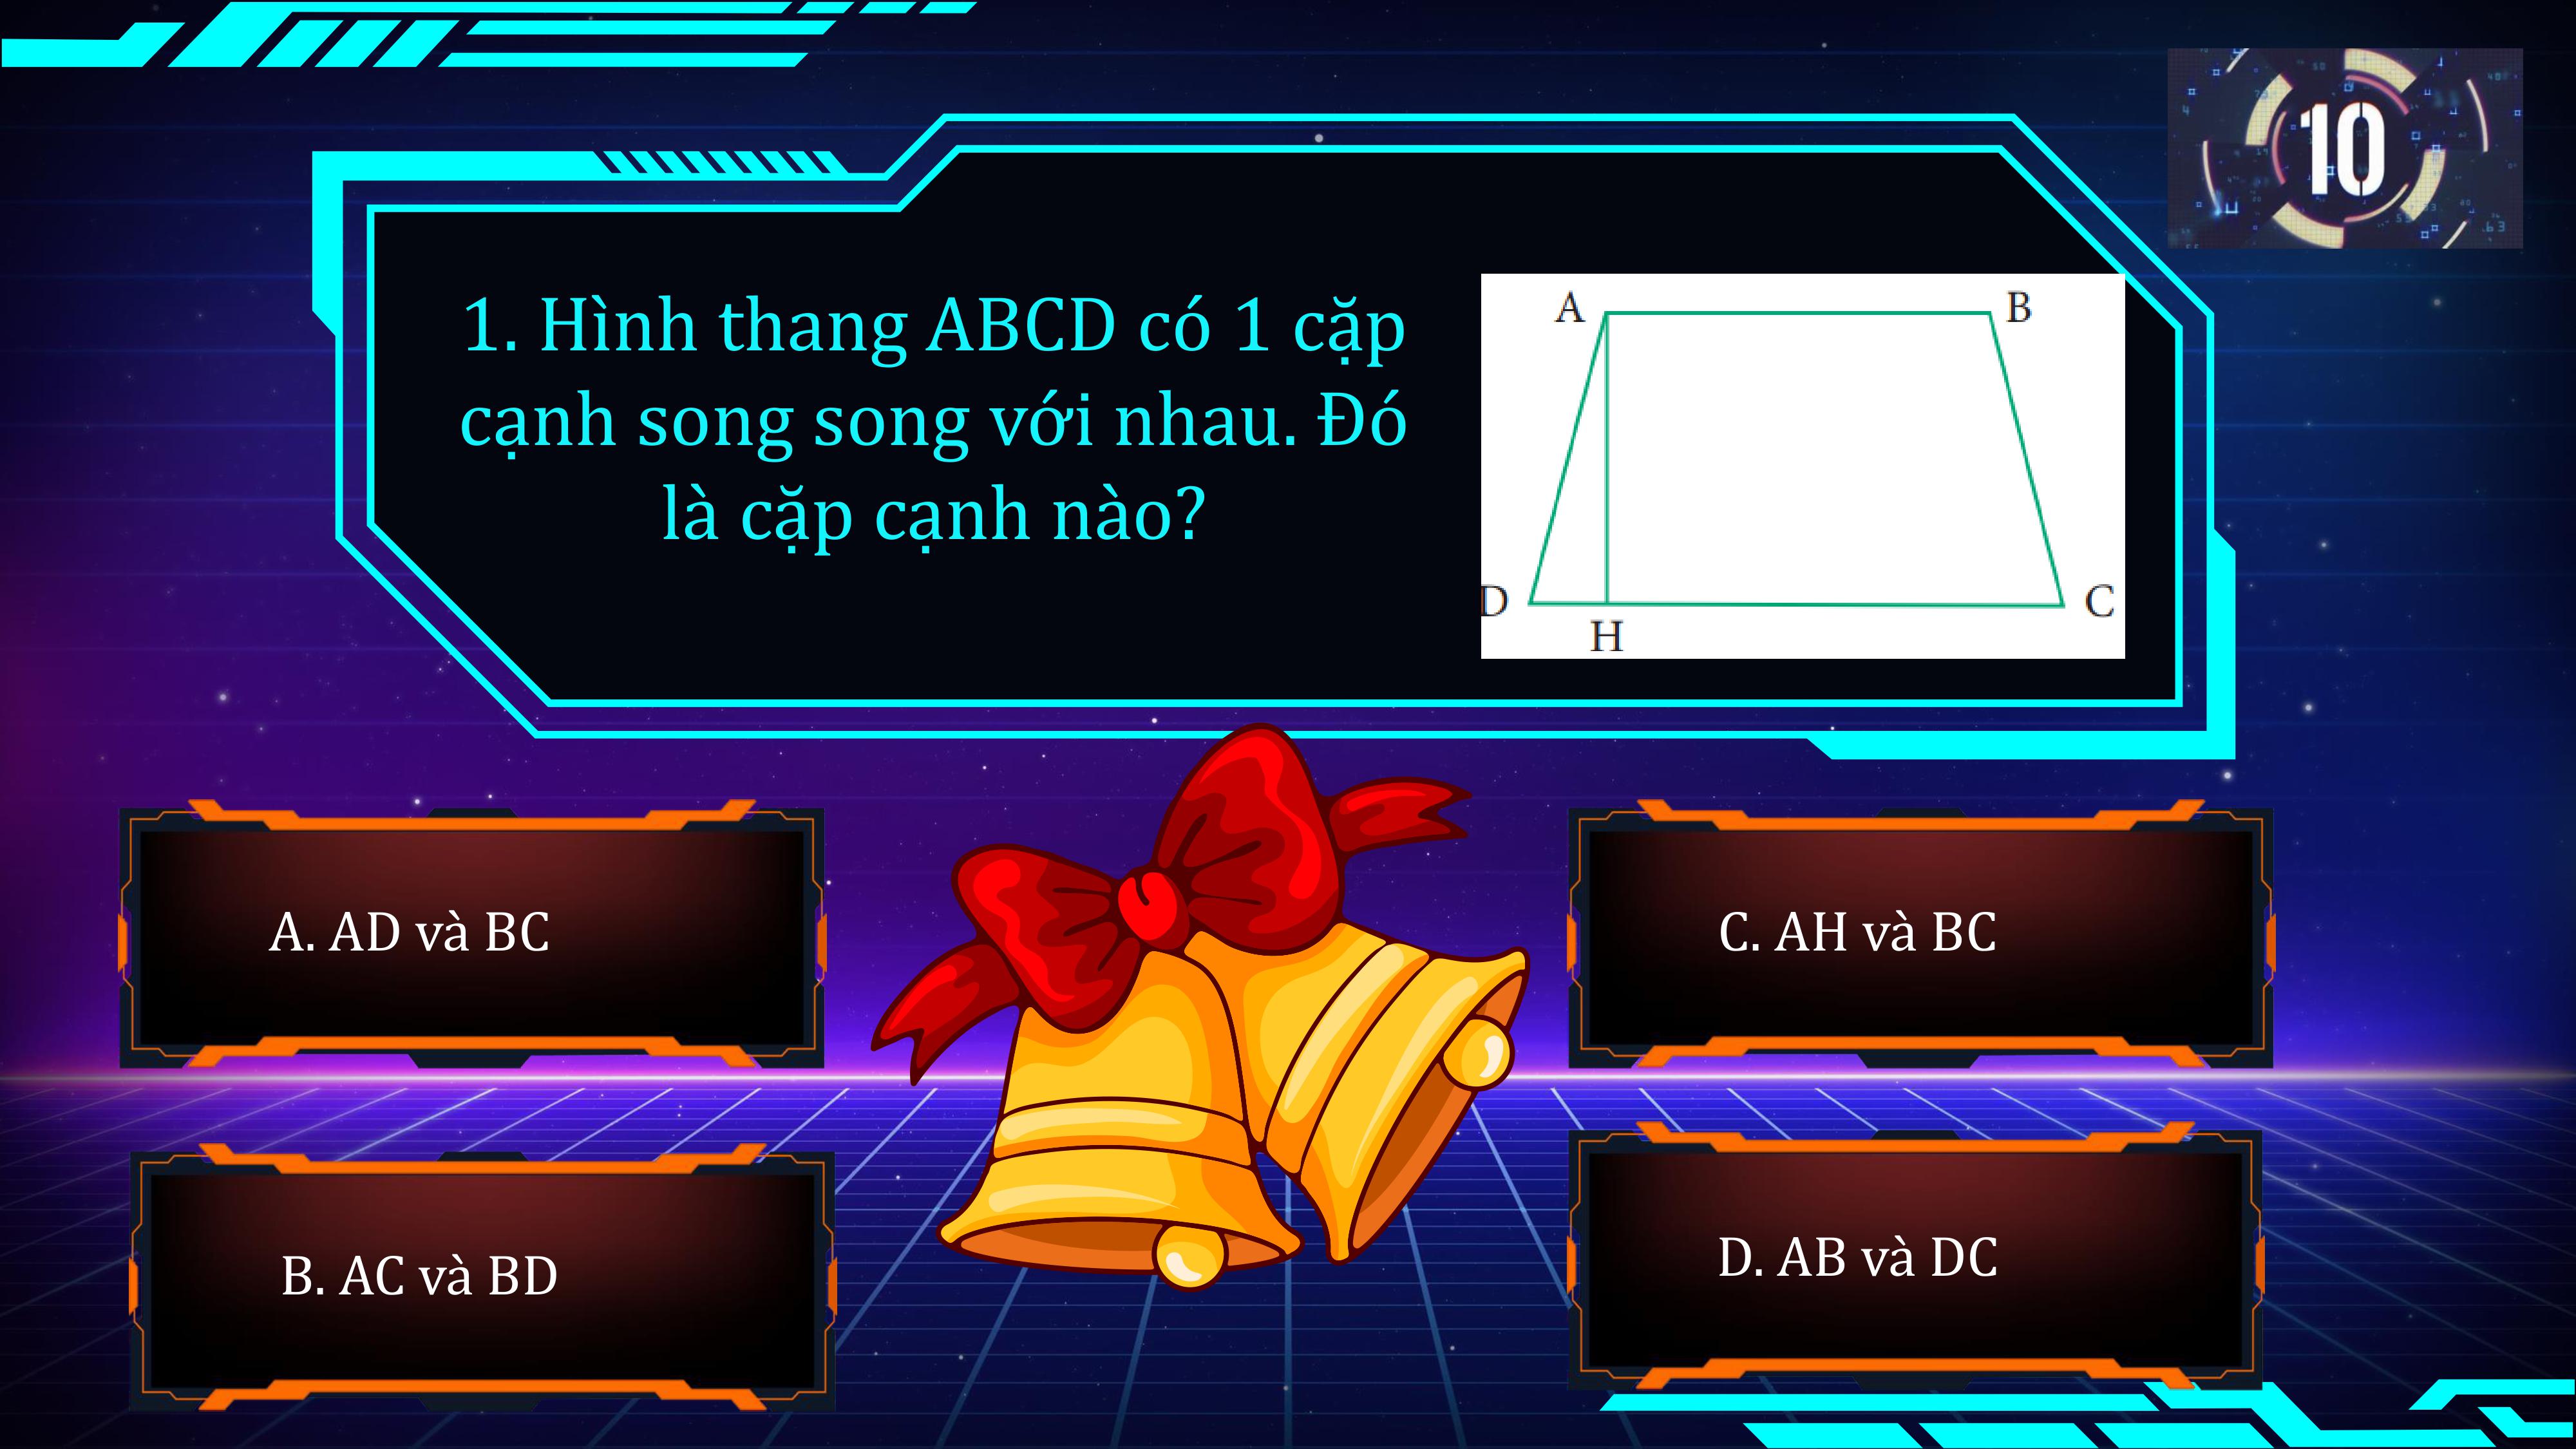 10
1. Hình thang ABCD có 1 cặp
cạnh song song với nhau. Đó
là cặp cạnh nào?
A
B
D
C
H
A. AD và BC
C. AH và BC
B. AC và BD
D. AB và DC